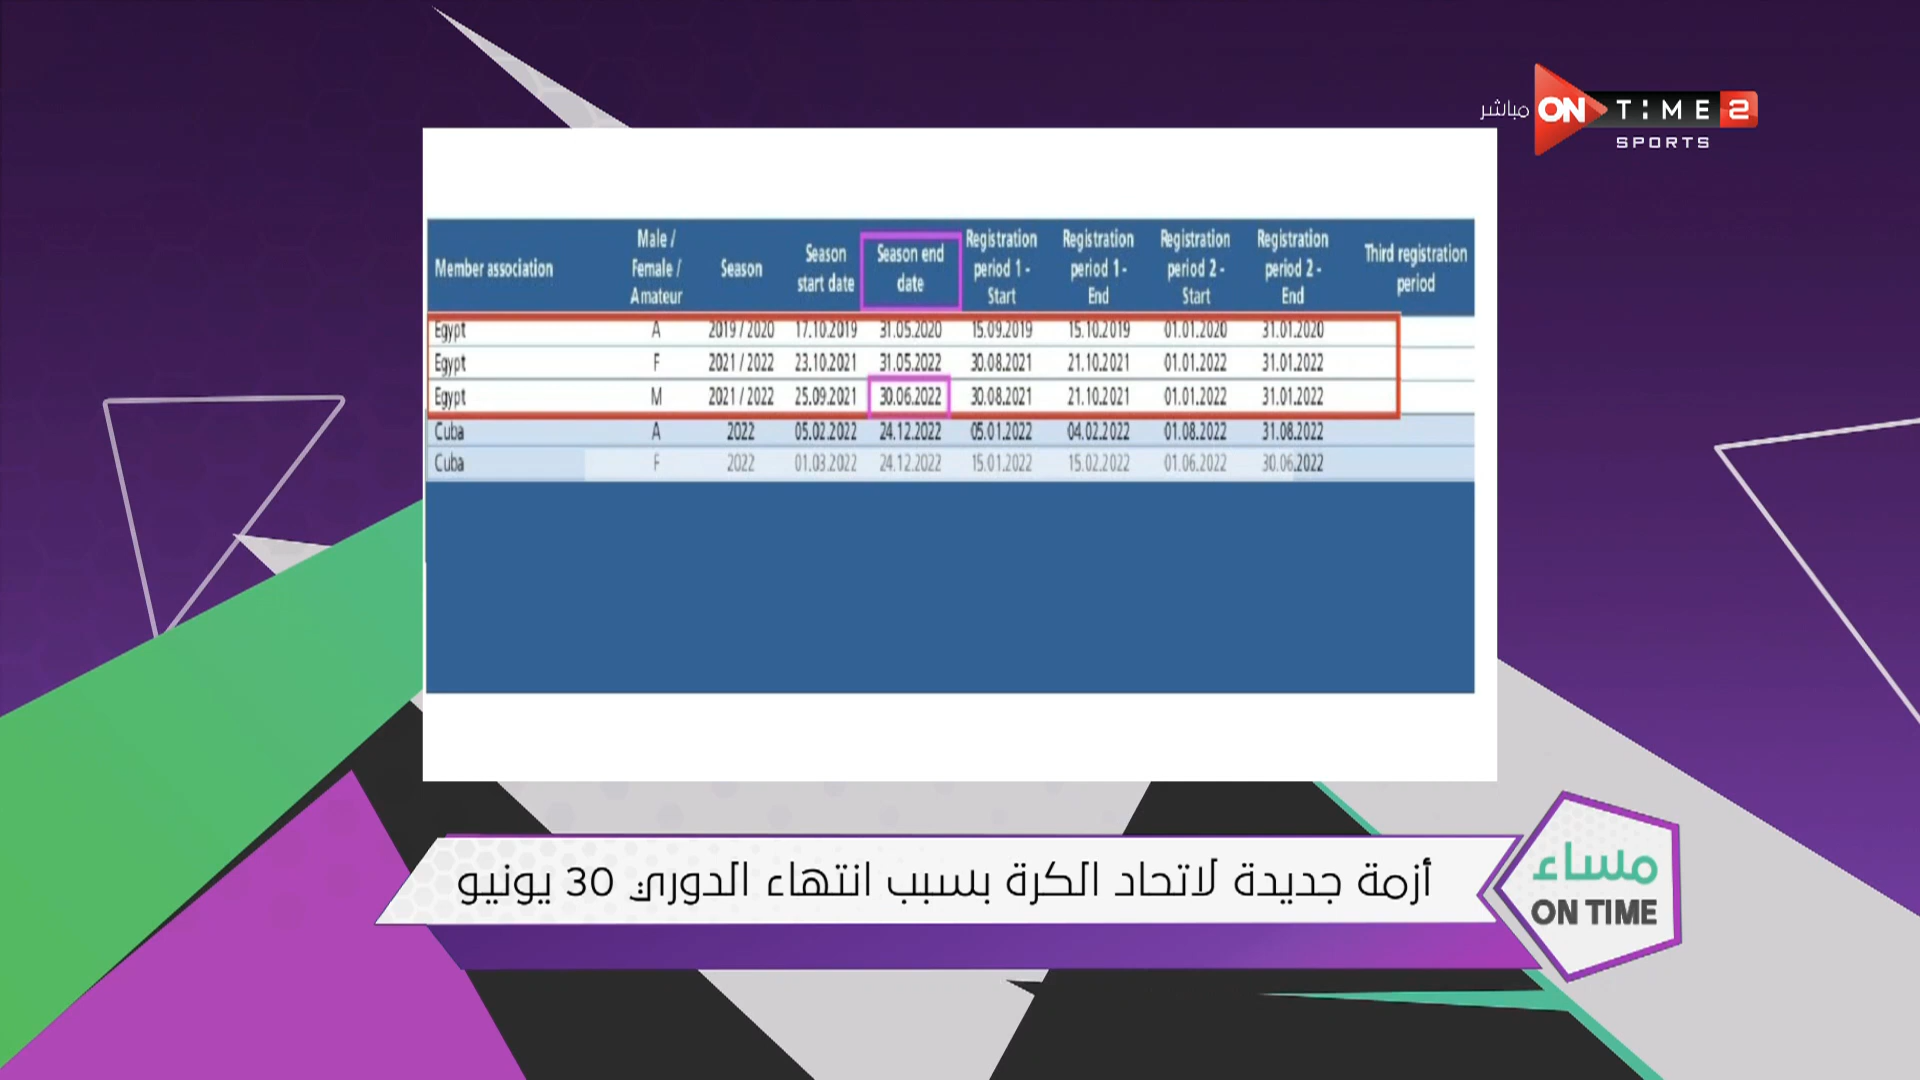 مباشر ON TIME 2
SPORTS
Member association Male / Female / Amateur Season Season start date Season end date Registration period 1 - Start Registration period 1 - End Registration period 2 - Start Registration period 2 - End Third registration period
Egypt A 2019 / 2020 17.10.2019 31.05.2020 15.09.2019 15.10.2019 01.01.2020 31.01.2020
Egypt F 2021 / 2022 23.10.2021 31.05.2022 30.08.2021 21.10.2021 01.01.2022 31.01.2022
Egypt M 2021 / 2022 25.09.2021 30.06.2022 30.08.2021 21.10.2021 01.01.2022 31.01.2022
Cuba A 2022 05.02.2022 24.12.2022 05.01.2022 04.02.2022 01.08.2022 31.08.2022
Cuba F 2022 01.03.2022 24.12.2022 15.01.2022 15.02.2022 01.06.2022 30.06.2022
أزمة جديدة لاتحاد الكرة بسبب انتهاء الدوري 30 يونيو
مساء
ON TIME